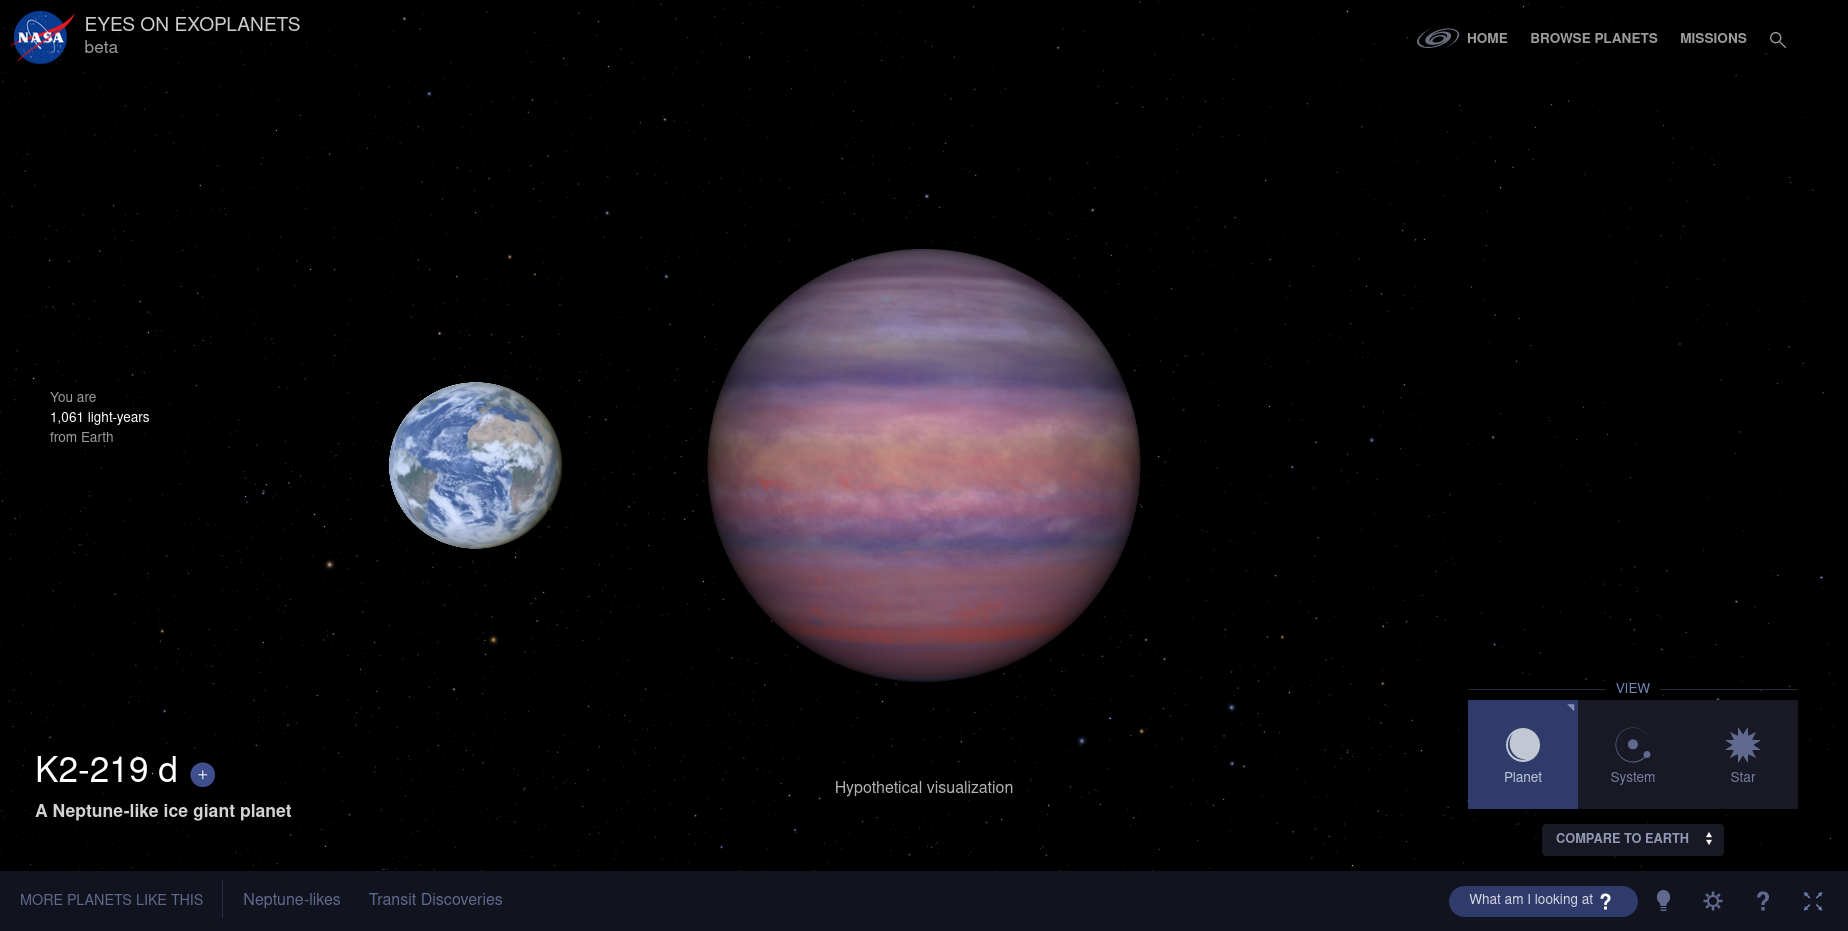 NASA
EYES ON EXOPLANETS
beta
HOME
BROWSE PLANETS
MISSIONS
You are
1,061 light-years
from Earth
K2-219 d
A Neptune-like ice giant planet
Hypothetical visualization
VIEW
Planet
System
Star
COMPARE TO EARTH
MORE PLANETS LIKE THIS
Neptune-likes
Transit Discoveries
What am I looking at ?
?